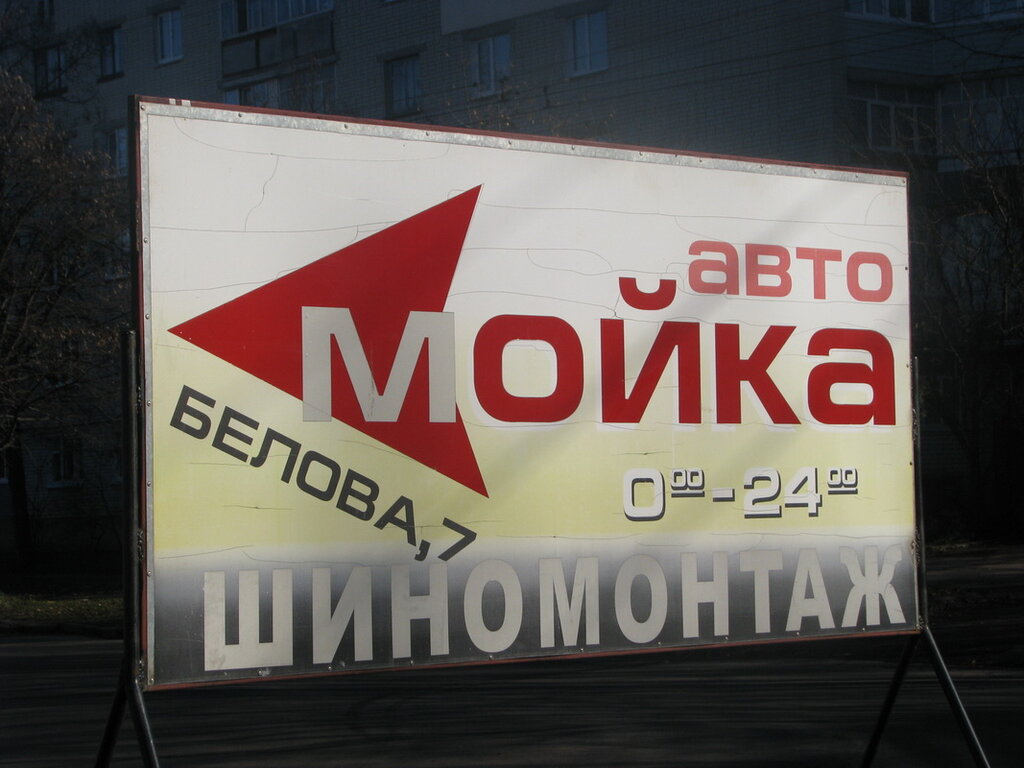 авто
мойка
БЕЛОВА,7
0⁰⁰-24⁰⁰
ШИНОМОНТАЖ